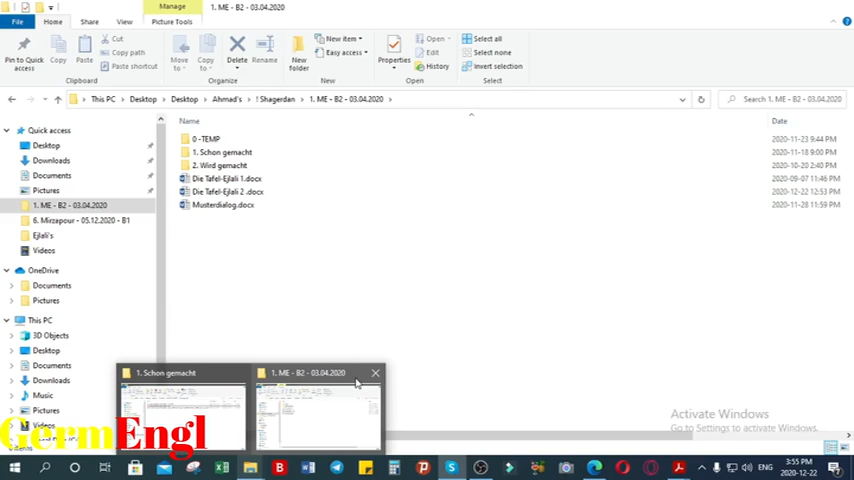 Manage
1. ME - B2 - 03.04.2020
File
Home
Share
View
Picture Tools
Pin to Quick access
Copy
Paste
Cut
Copy path
Paste shortcut
Clipboard
Move to
Copy to
Delete
Rename
Organize
New folder
New item
Easy access
New
Properties
Open
Edit
History
Open
Select all
Select none
Invert selection
Select
This PC
Desktop
Desktop
Ahmad's
! Shagerdan
1. ME - B2 - 03.04.2020
Search 1. ME - B2 - 03.04.2020
Quick access
Desktop
Downloads
Documents
Pictures
1. ME - B2 - 03.04.2020
6. Mirzapour - 05.12.2020 - B1
Ejlali's
Videos
OneDrive
Documents
Pictures
This PC
3D Objects
Desktop
Documents
Downloads
Music
Pictures
Videos
Name
Date
0 -TEMP
2020-11-23 9:44 PM
1. Schon gemacht
2020-11-18 9:00 PM
2. Wird gemacht
2020-10-20 2:40 PM
Die Tafel-Ejlali 1.docx
2020-09-07 11:46 PM
Die Tafel-Ejlali 2 .docx
2020-12-22 12:53 PM
Musterdialog.docx
2020-11-28 11:59 PM
1. Schon gemacht
1. ME - B2 - 03.04.2020
GermEngl
items
Activate Windows
Go to Settings to activate Windows.
ENG
3:55 PM
2020-12-22